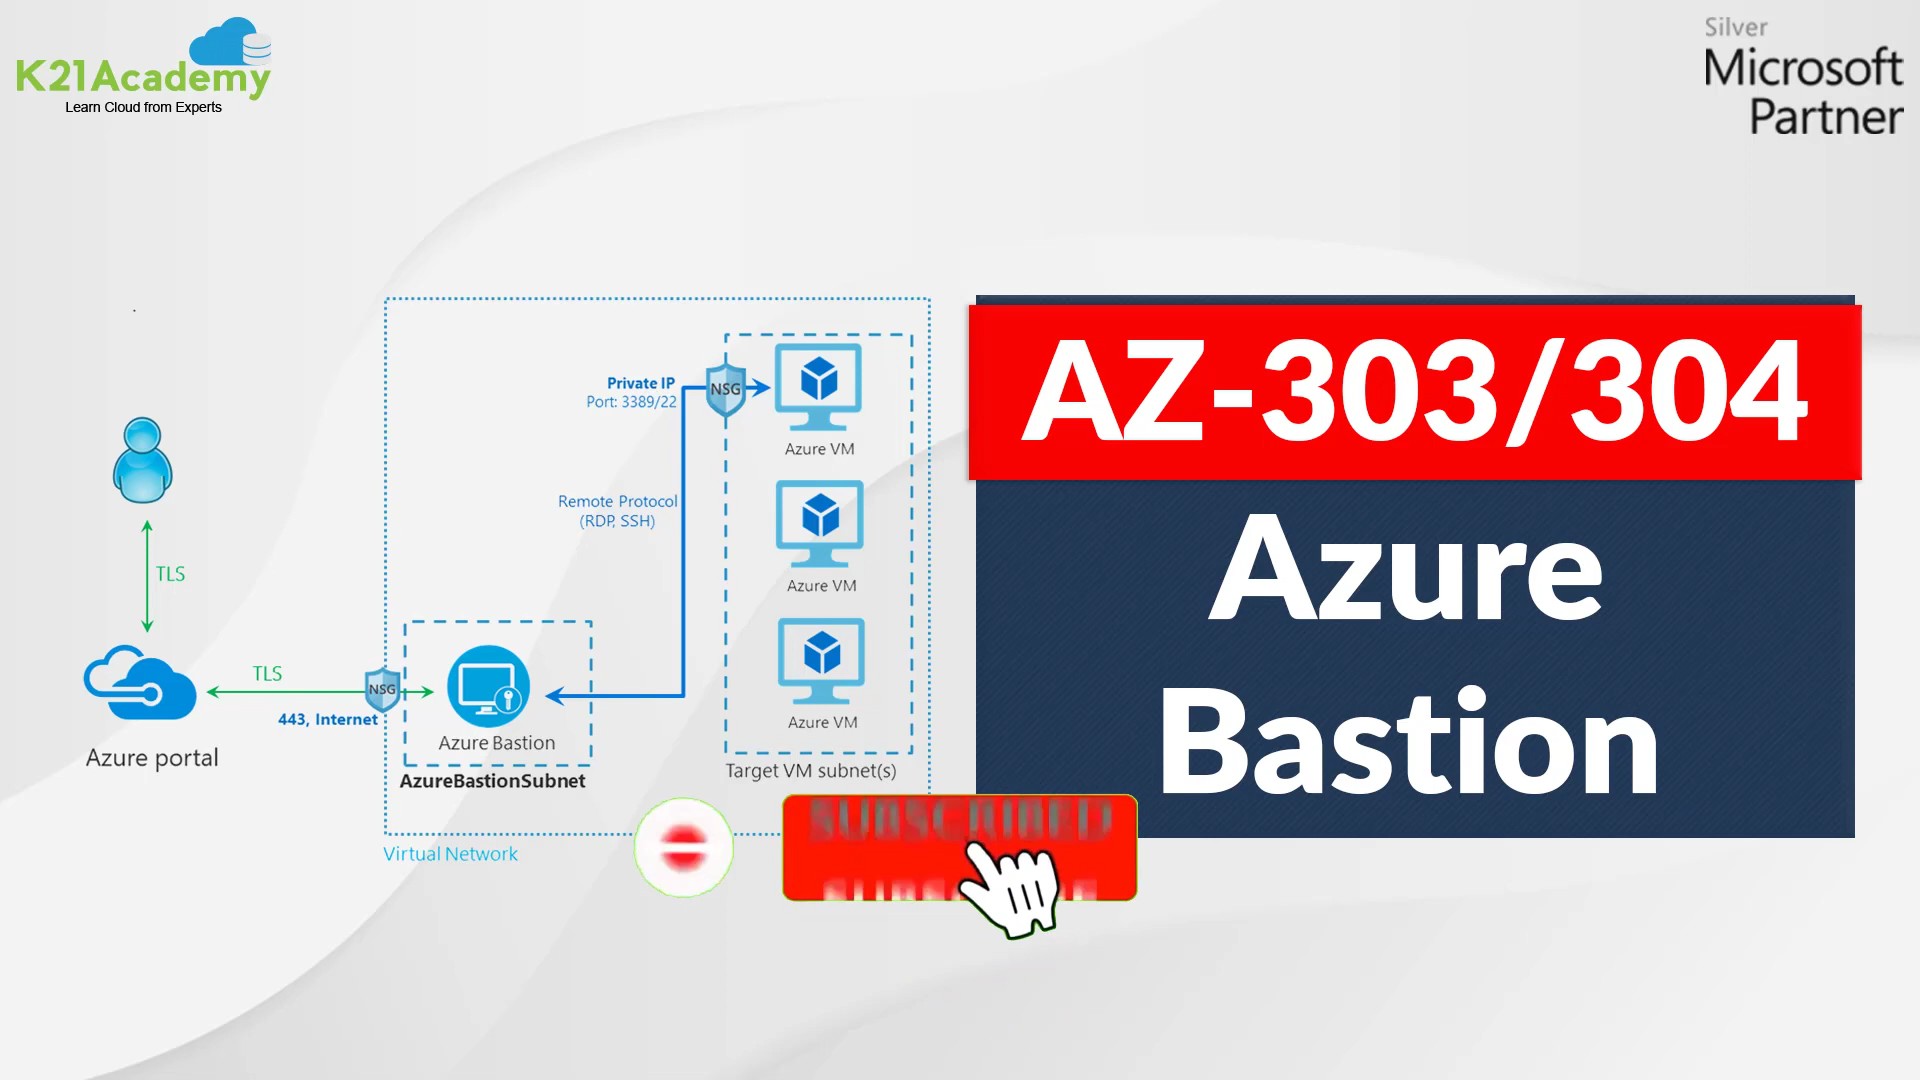 K21Academy
Learn Cloud from Experts
Silver
Microsoft
Partner
AZ-303/304
Azure
Bastion
Private IP
Port: 3389/22
NSG
Azure VM
Remote Protocol
(RDP, SSH)
Azure VM
TLS
TLS
NSG
443, Internet
Azure VM
Azure Bastion
Azure portal
AzureBastionSubnet
Target VM subnet(s)
Virtual Network
SUBSCRIBED